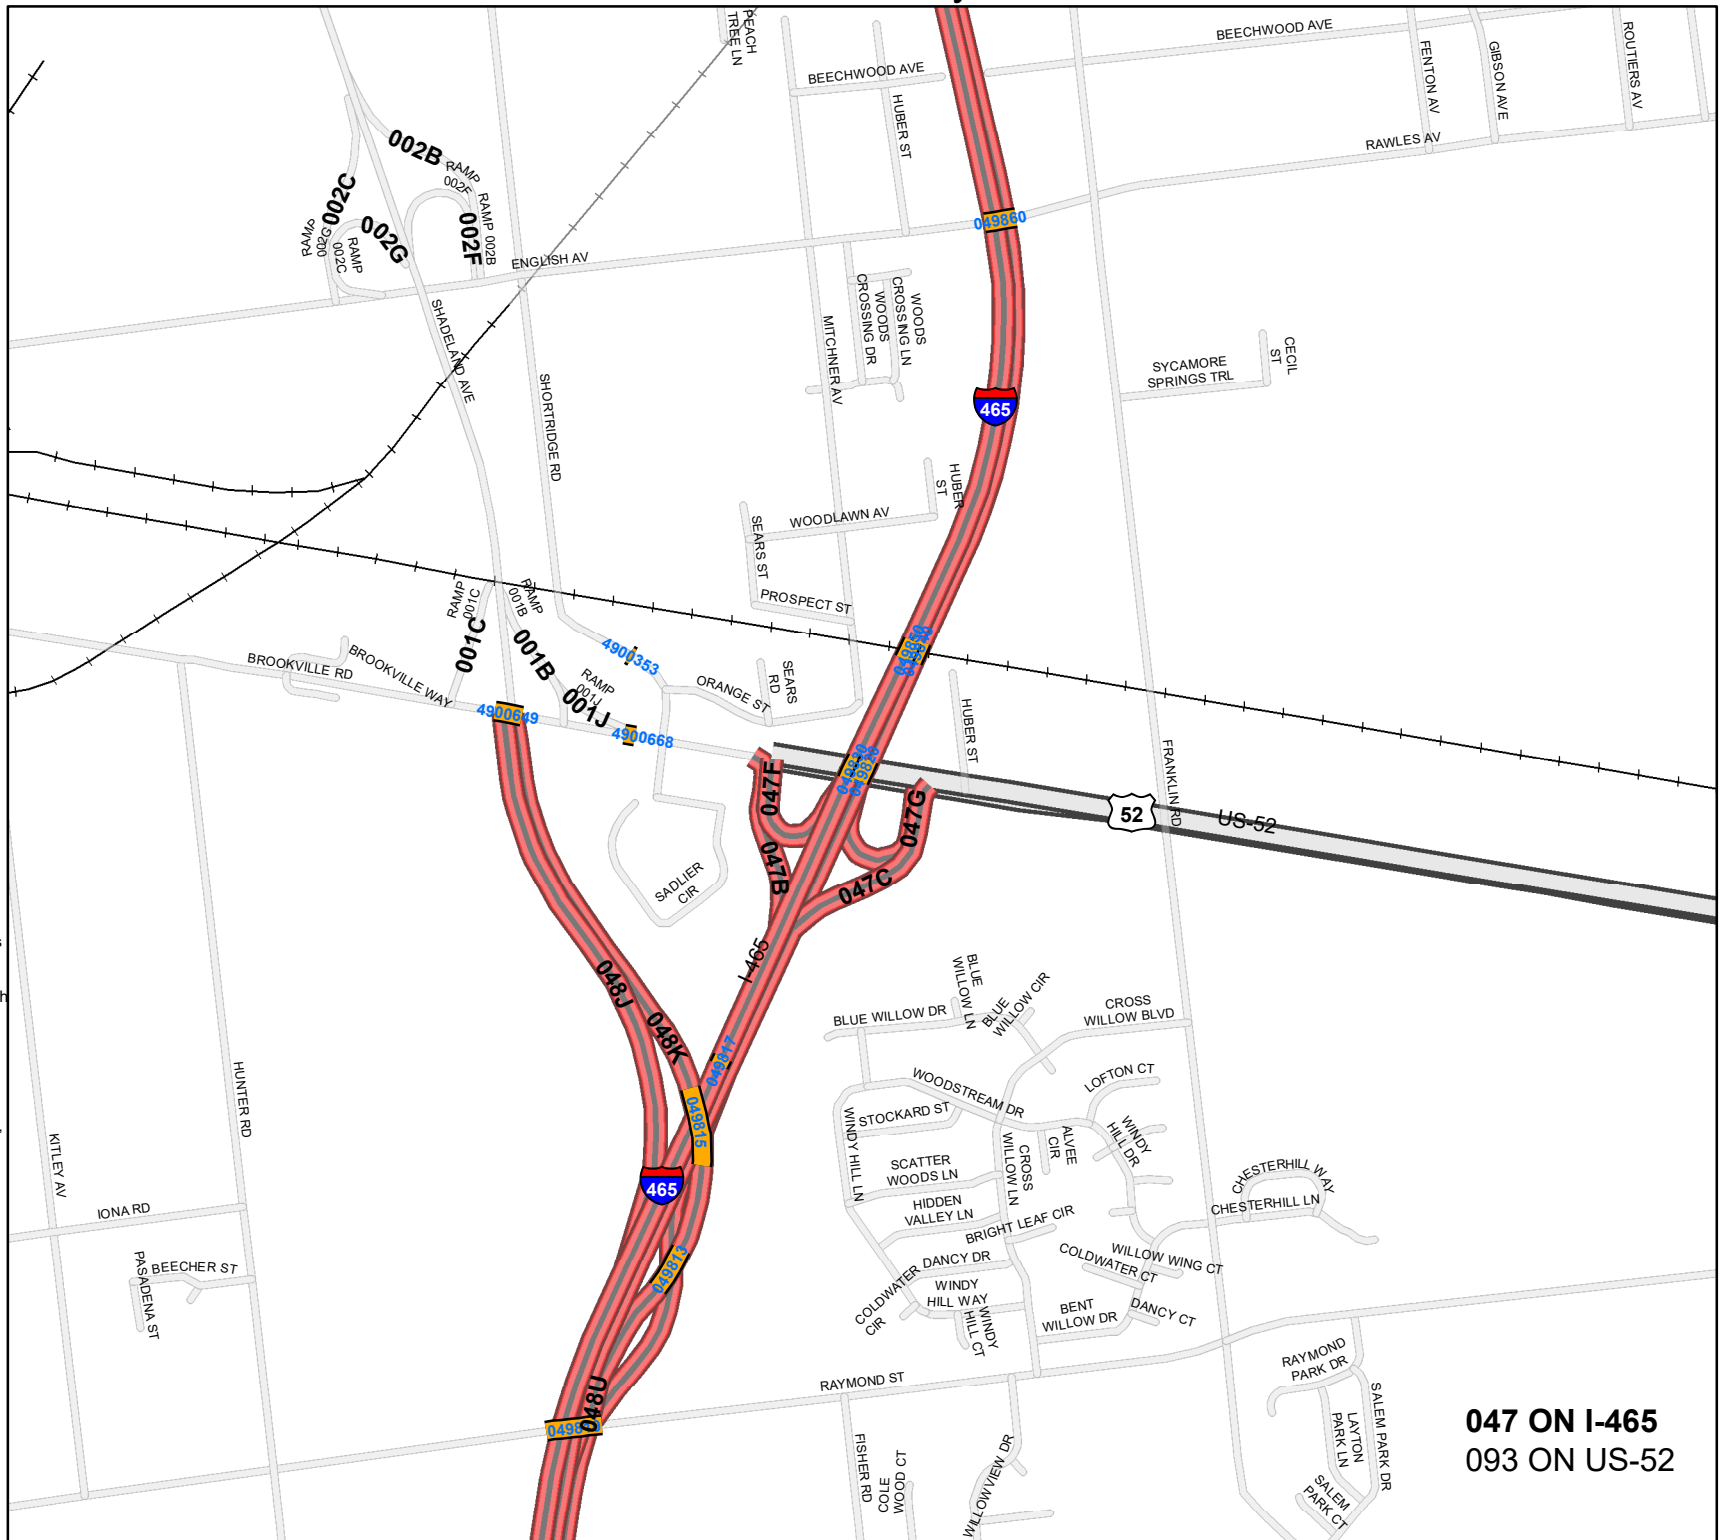 PEACH
TREE LN
BEECHWOOD AVE
BEECHWOOD AVE
FENTON AV
GIBSON AVE
ROUTIERS AV
HUBER ST
RAWLES AV
002B
RAMP
002F
002C
RAMP
002G
002G
RAMP
002C
002F
RAMP 002B
ENGLISH AV
049860
SHADELAND AVE
SHORTRIDGE RD
MITCHNER AV
WOODS
CROSSING DR
WOODS
CROSSING LN
SYCAMORE
SPRINGS TRL
CECIL
ST
465
HUBER
ST
WOODLAWN AV
SEARS ST
PROSPECT ST
RAMP
001C
RAMP
001B
001C
001B
4900353
RAMP
001J
001J
BROOKVILLE RD
BROOKVILLE WAY
4900649
4900668
ORANGE ST
SEARS
RD
049850
HUBER ST
FRANKLIN RD
049830
049820
047F
047G
047B
047C
52
US-52
SADLIER
CIR
I-465
048J
048K
049817
049815
BLUE WILLOW DR
BLUE
WILLOW LN
BLUE
WILLOW CIR
CROSS
WILLOW BLVD
WOODSTREAM DR
LOFTON CT
STOCKARD ST
WINDY HILL LN
CROSS
WILLOW LN
ALVEE
CIR
WINDY
HILL DR
SCATTER
WOODS LN
HIDDEN
VALLEY LN
BRIGHT LEAF CIR
CHESTERHILL WAY
CHESTERHILL LN
DANCY DR
COLDWATER
CIR
WINDY
HILL WAY
WINDY
HILL CT
COLDWATER CT
WILLOW WING CT
BENT
WILLOW DR
DANCY CT
HUNTER RD
KITLEY AV
IONA RD
BEECHER ST
PASADENA ST
465
049813
048U
RAYMOND ST
RAYMOND
PARK DR
SALEM PARK DR
LAYTON
PARK LN
SALEM
PARK CT
FISHER RD
COLE
WOOD CT
WILLOWVIEW DR
047 ON I-465
093 ON US-52